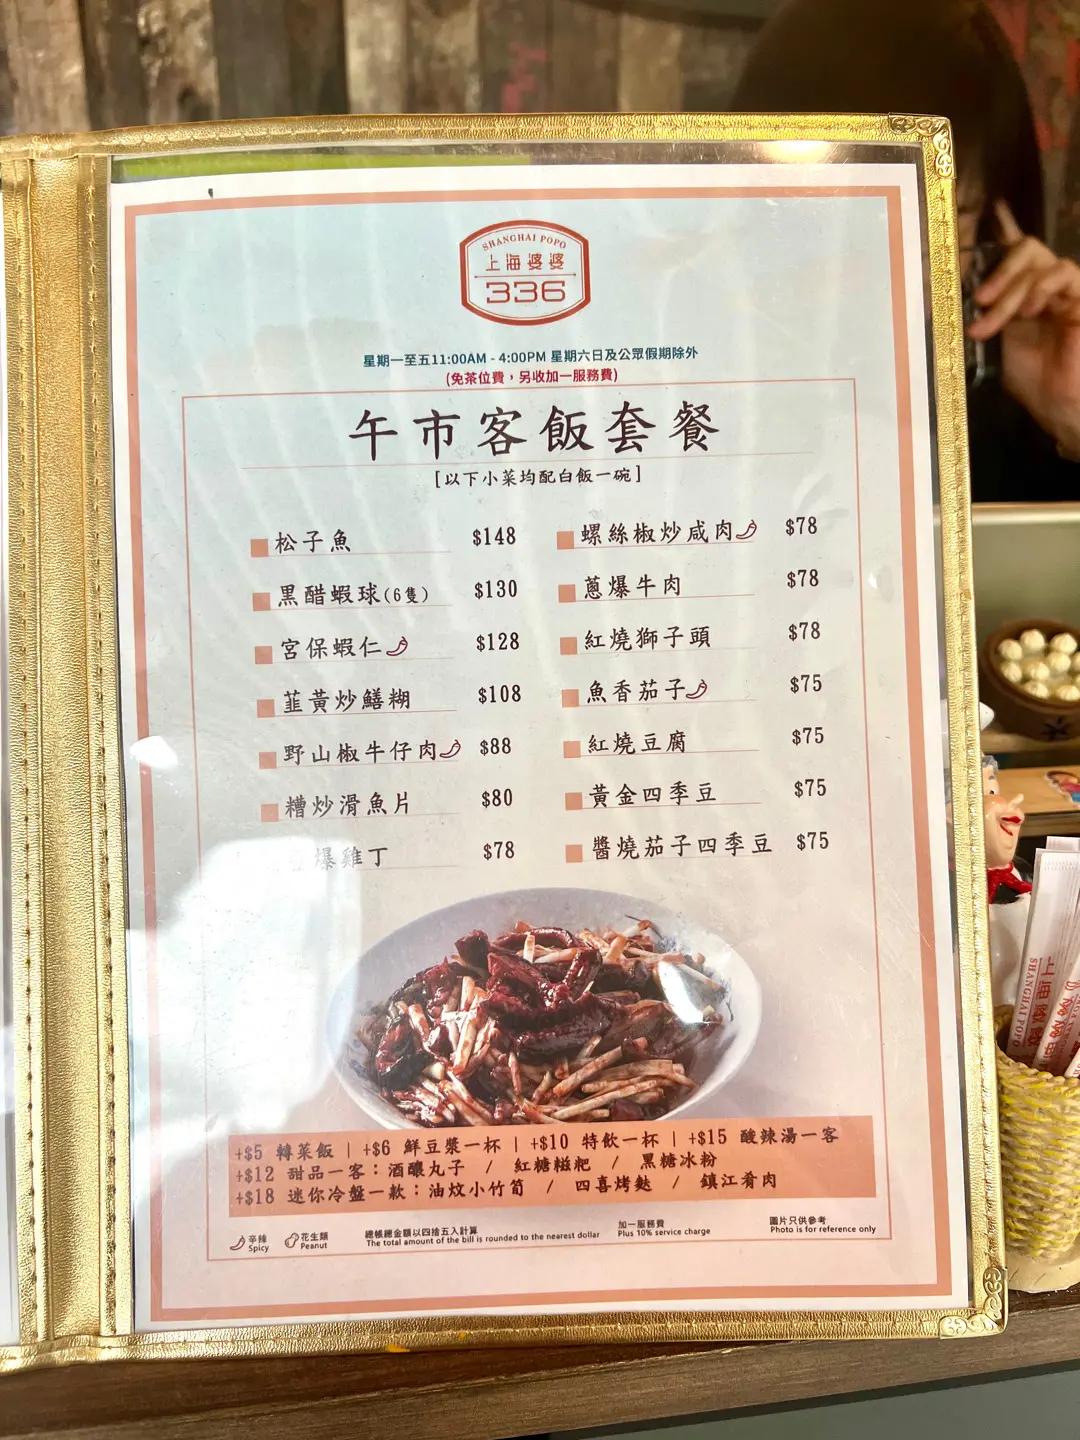 SHANGHAI POPO
上海婆婆
336
星期一至五11:00AM - 4:00PM 星期六日及公眾假期除外
(免茶位費，另收加一服務費)
午市客飯套餐
[以下小菜均配白飯一碗]
松子魚 $148
黑醋蝦球(6隻) $130
宮保蝦仁 $128
韮黃炒鱔糊 $108
野山椒牛仔肉 $88
糟炒滑魚片 $80
爆雞丁 $78
螺絲椒炒咸肉 $78
蔥爆牛肉 $78
紅燒獅子頭 $78
魚香茄子 $75
紅燒豆腐 $75
黃金四季豆 $75
醬燒茄子四季豆 $75
+$5 轉菜飯 | +$6 鮮豆漿一杯 | +$10 特飲一杯 | +$15 酸辣湯一客
+$12 甜品一客：酒釀丸子 / 紅糖糍粑 / 黑糖冰粉
+$18 迷你冷盤一款：油炆小竹筍 / 四喜烤麩 / 鎮江肴肉
辛辣 Spicy
花生類 Peanut
總帳總金額以四捨五入計算
The total amount of the bill is rounded to the nearest dollar
加一服務費
Plus 10% service charge
圖片只供參考
Photo is for reference only
SHANGHAI POPO